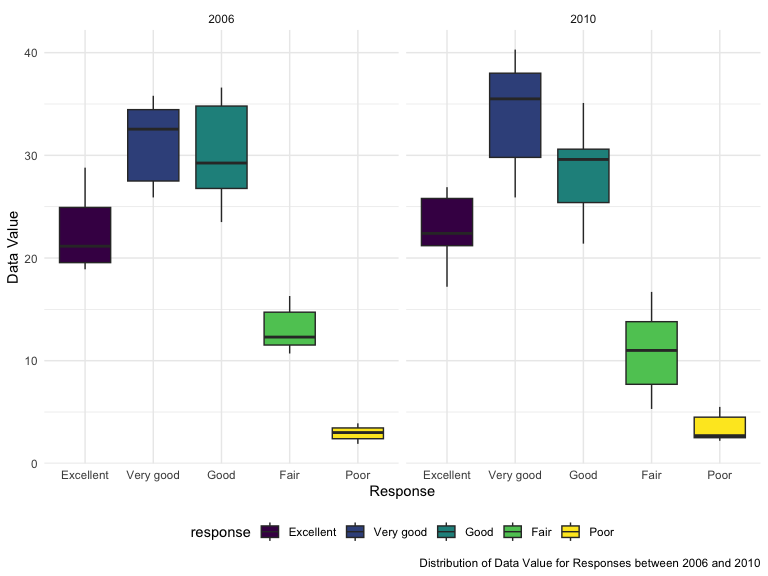 2006 2010
40
30
20
10
0
Data Value
Excellent Very good Good Fair Poor Excellent Very good Good Fair Poor
Response
response Excellent Very good Good Fair Poor
Distribution of Data Value for Responses between 2006 and 2010